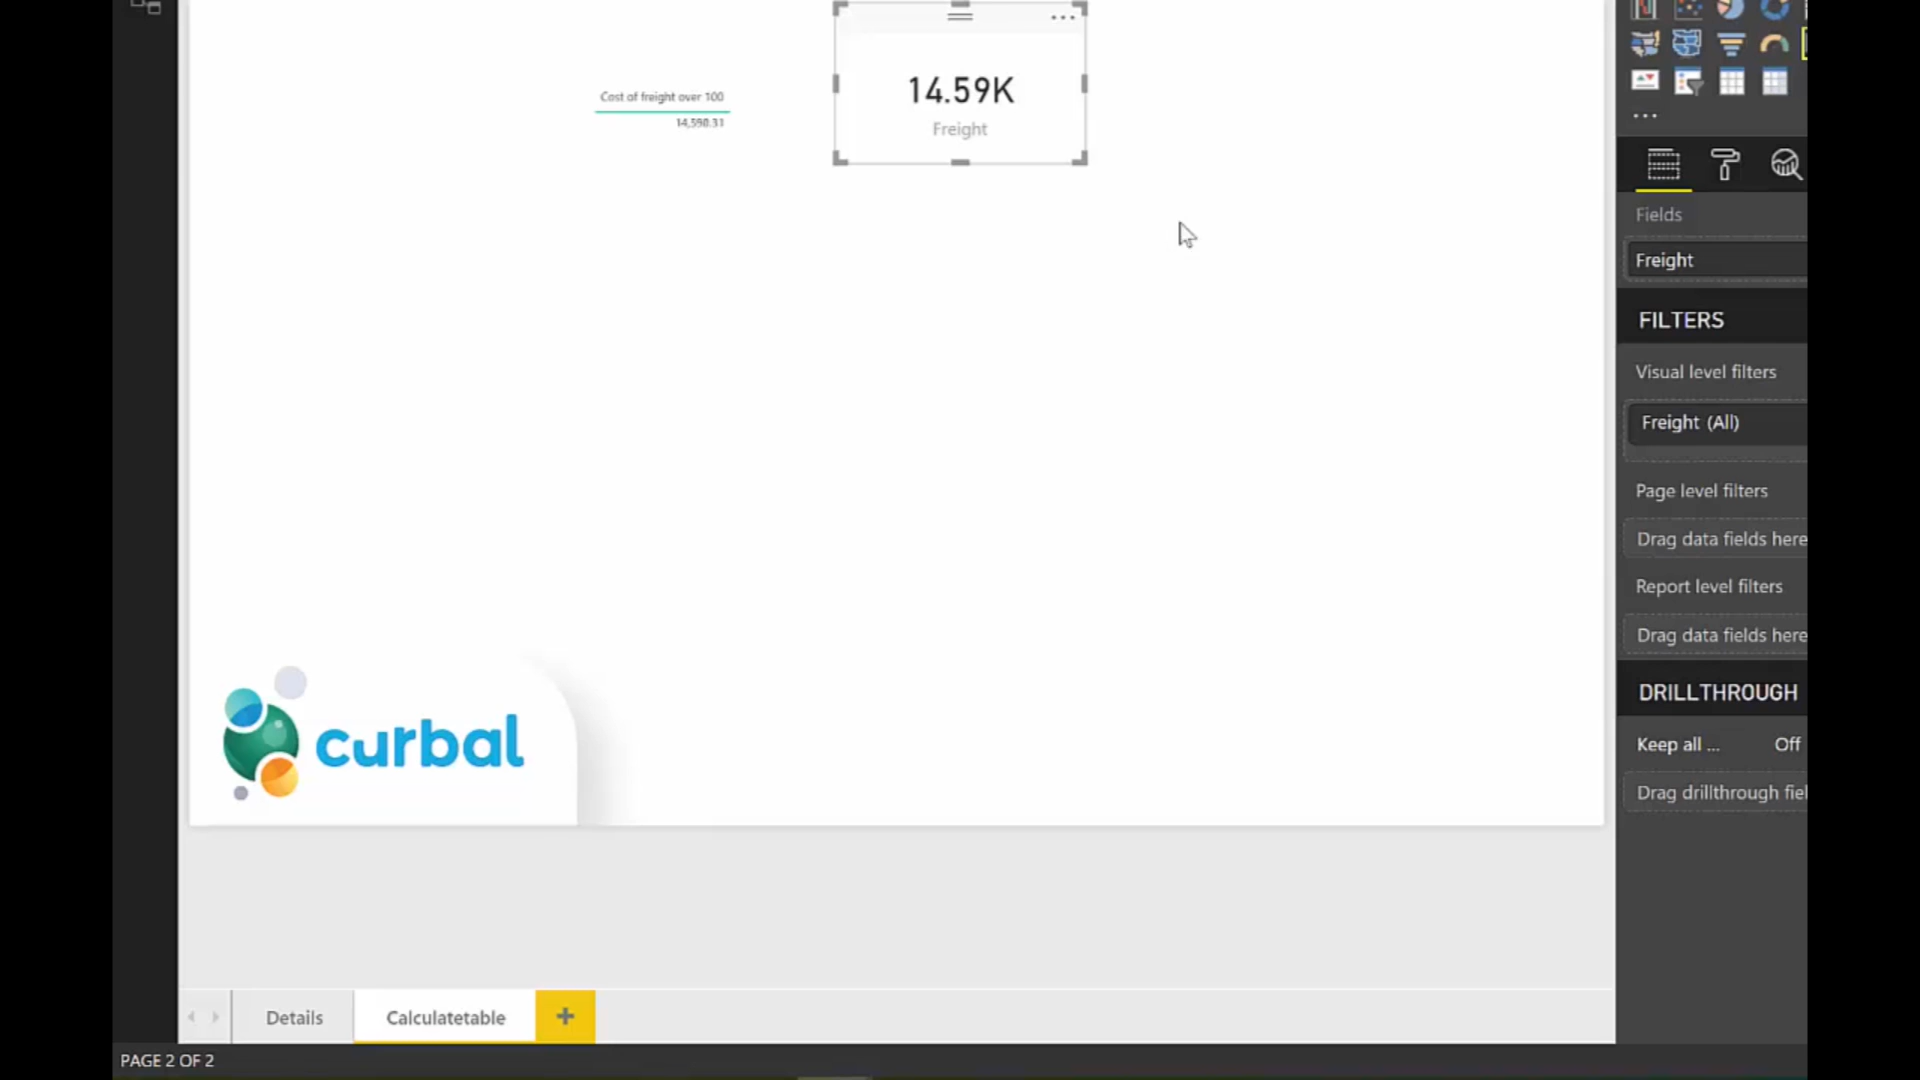 Cost of freight over 100
14,590.31
14.59K
Freight
Fields
Freight
FILTERS
Visual level filters
Freight (All)
Page level filters
Drag data fields here
Report level filters
Drag data fields here
DRILLTHROUGH
Keep all ...
Off
Drag drillthrough fiel
curbal
Details
Calculatetable
PAGE 2 OF 2